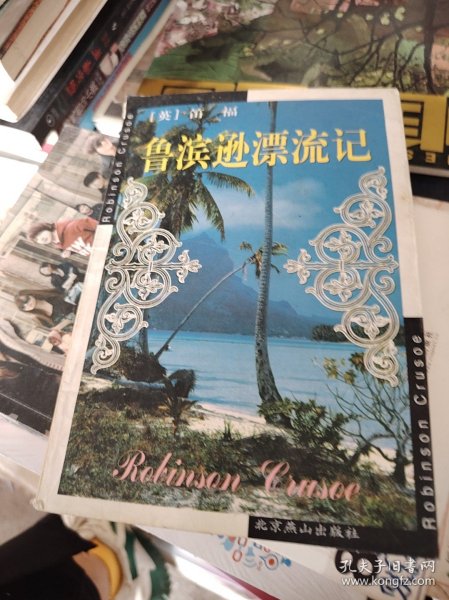 [英]·笛 福
鲁滨逊漂流记
Robinson Crusoe
Robinson Crusoe
Robinson Crusoe
北京燕山出版社
孔夫子旧书网
www.kongfz.com